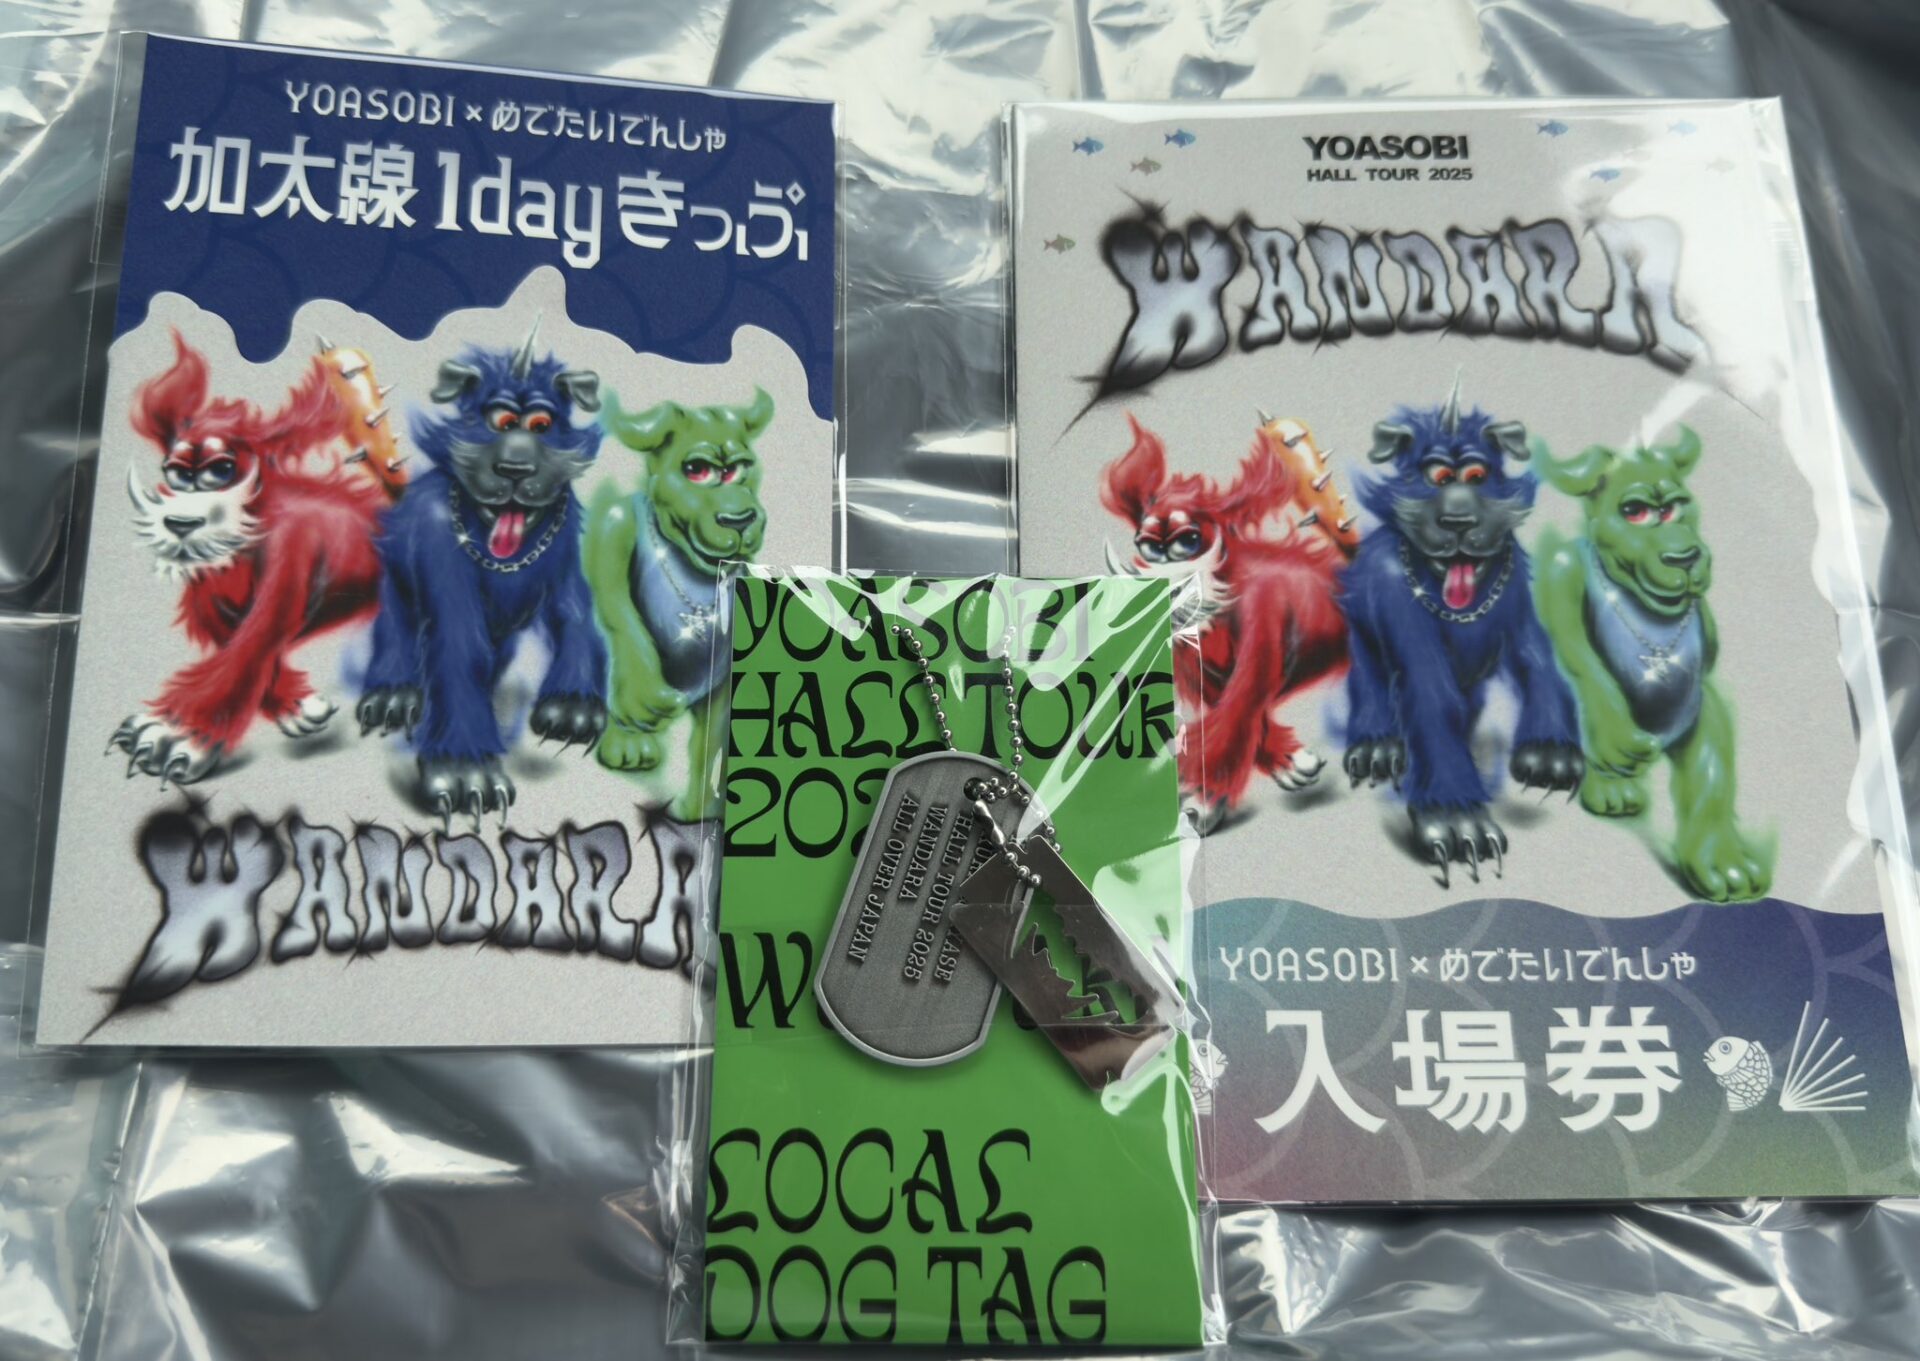 YOASOBI×めでたいでんしゃ
加太線1dayきっぷ
WANDARA
YOASOBI
HALL TOUR 2025
WANDARA
YOASOBI×めでたいでんしゃ
入場券
YOASOBI
HALL TOUR
LOCAL
DOG TAG
HALL TOUR 2025
WANDARA
ALL OVER JAPAN